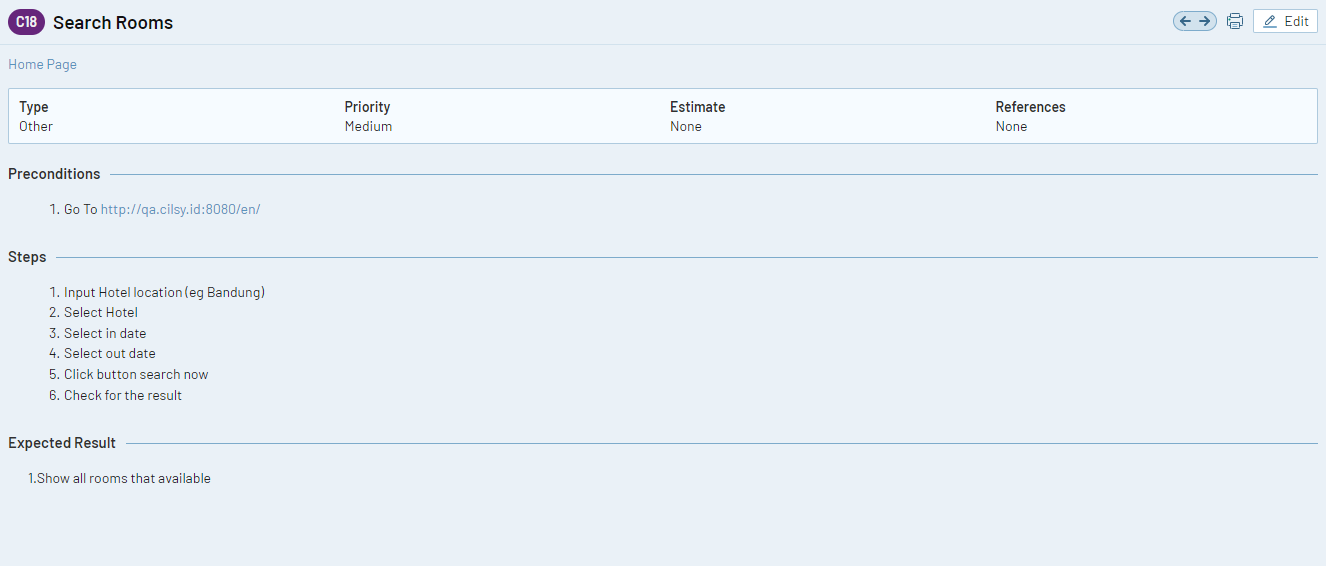 C18 Search Rooms
Edit
Home Page
Type Priority Estimate References
Other Medium None None
Preconditions
1. Go To http://qa.cilsy.id:8080/en/
Steps
1. Input Hotel location (eg Bandung)
2. Select Hotel
3. Select in date
4. Select out date
5. Click button search now
6. Check for the result
Expected Result
1.Show all rooms that available